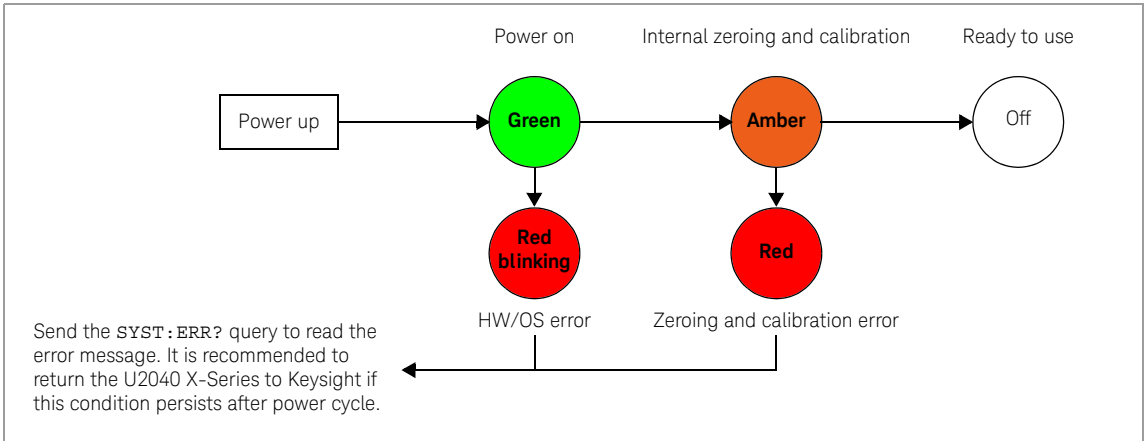 Power on
Internal zeroing and calibration
Ready to use
Power up
Green
Amber
Off
Red
blinking
Red
HW/OS error
Zeroing and calibration error
Send the SYST:ERR? query to read the
error message. It is recommended to
return the U2040 X-Series to Keysight if
this condition persists after power cycle.